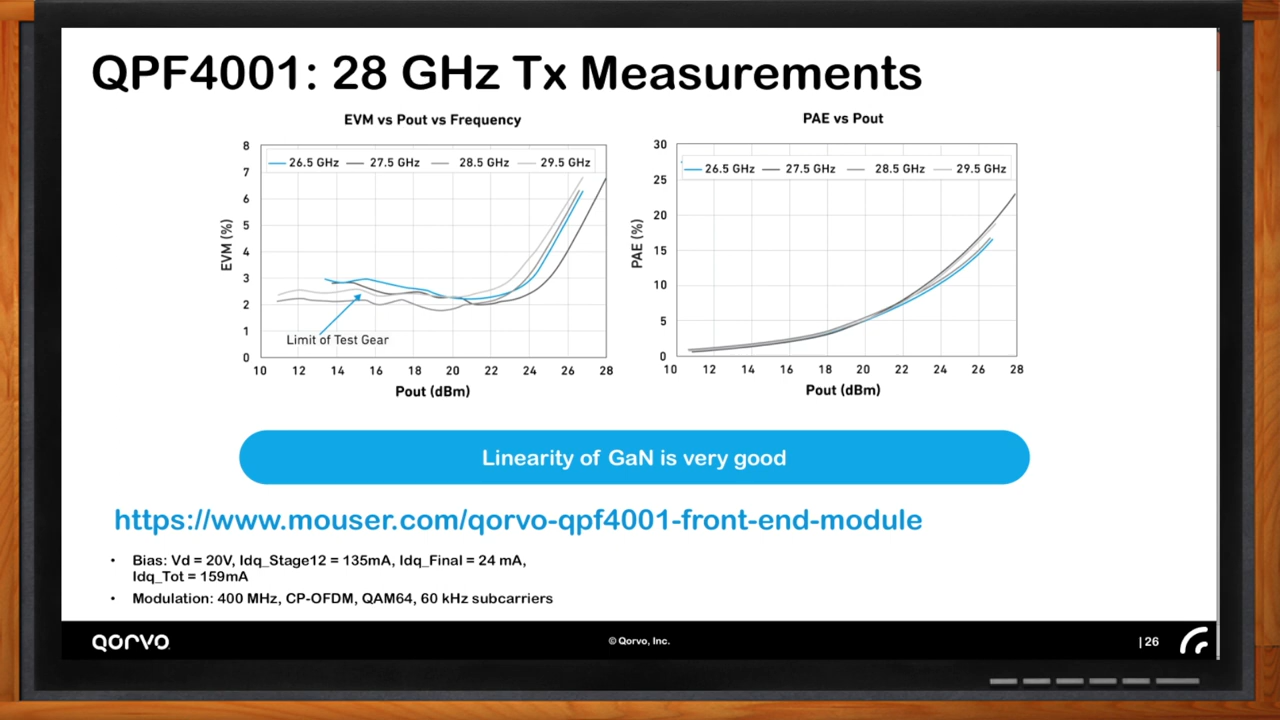 QPF4001: 28 GHz Tx Measurements
EVM vs Pout vs Frequency
8
7
6
5
4
3
2
1
0
EVM (%)
26.5 GHz 27.5 GHz 28.5 GHz 29.5 GHz
Limit of Test Gear
10 12 14 16 18 20 22 24 26 28
Pout (dBm)
PAE vs Pout
30
25
20
15
10
5
0
PAE (%)
26.5 GHz 27.5 GHz 28.5 GHz 29.5 GHz
10 12 14 16 18 20 22 24 26 28
Pout (dBm)
Linearity of GaN is very good
https://www.mouser.com/qorvo-qpf4001-front-end-module
• Bias: Vd = 20V, Idq_Stage12 = 135mA, Idq_Final = 24 mA,
Idq_Tot = 159mA
• Modulation: 400 MHz, CP-OFDM, QAM64, 60 kHz subcarriers
QORVO
© Qorvo, Inc.
| 26